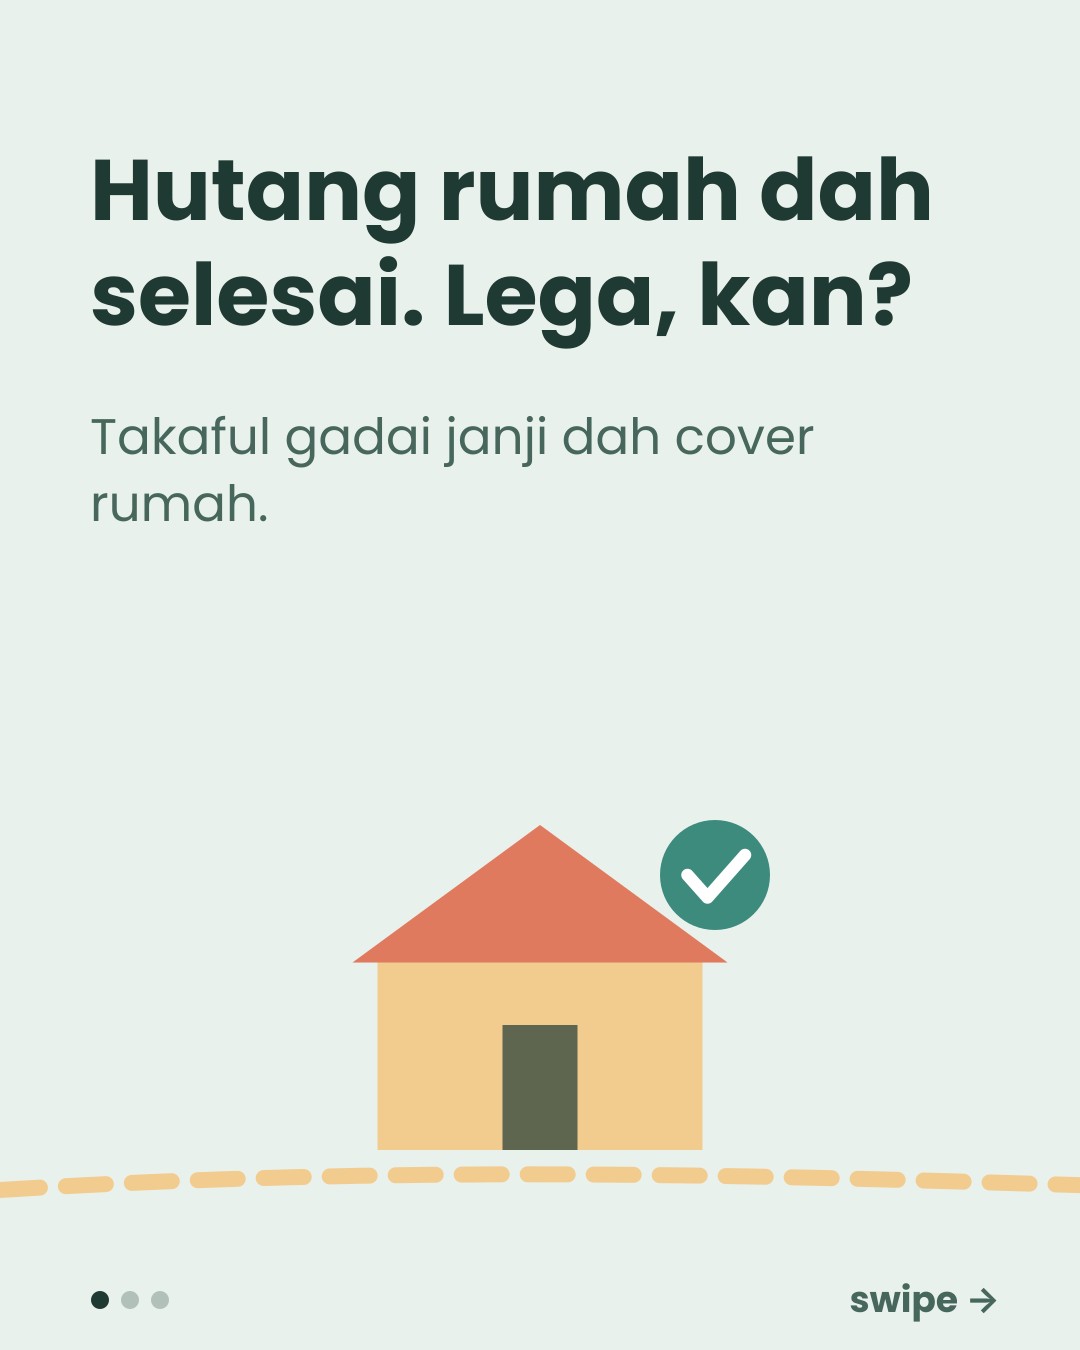 Hutang rumah dah
selesai. Lega, kan?
Takaful gadai janji dah cover
rumah.
swipe →